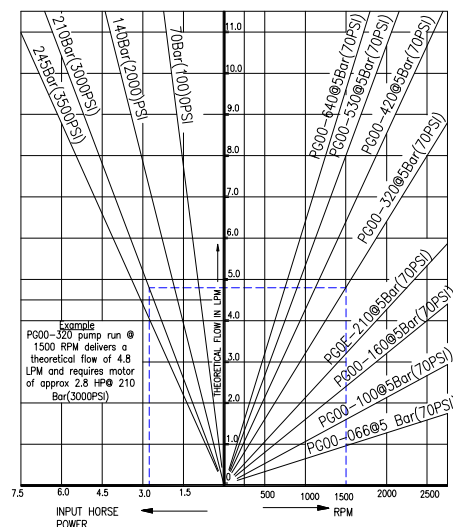 245Bar(3500PSI)
210Bar(3000PSI)
140Bar(2000)PSI
70Bar(100)0PSI
11.0
10.0
9.0
8.0
7.0
6.0
5.0
4.0
3.0
2.0
1.0
0
THEORETICAL FLOW IN LPM
PG00-640@5Bar(70PSI)
PG00-530@5Bar(70PSI)
PG00-420@5Bar(70PSI)
PG00-320@5Bar(70PSI)
PG0F-210@5Bar(70PSI)
PG00-160@5Bar(70PSI)
PG00-100@5Bar(70PSI)
PG00-066@5 Bar(70PSI)
Example
PG00-320 pump run @
1500 RPM delivers a
theoretical flow of 4.8
LPM and requires motor
of approx 2.8 HP@ 210
Bar(3000PSI)
7.5 6.0 4.5 3.0 1.5 500 1000 1500 2000 2500
INPUT HORSE
POWER
RPM